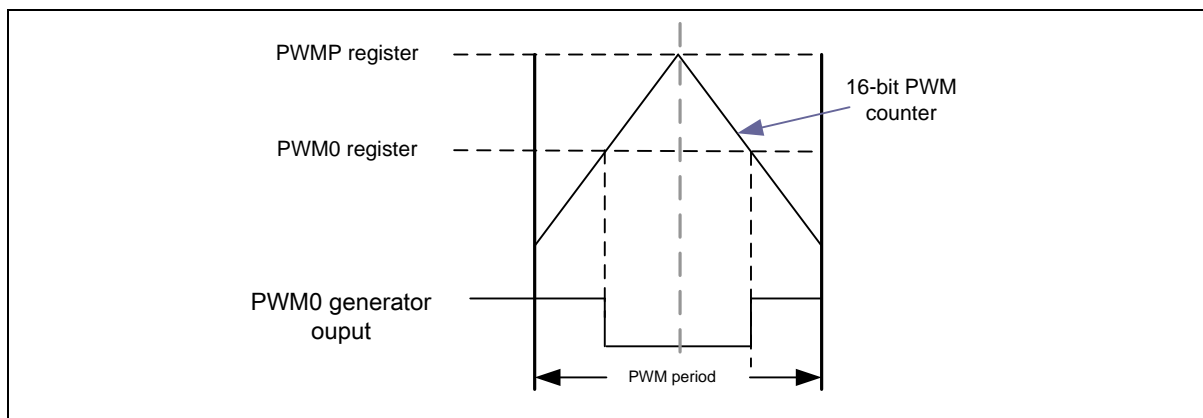 PWMP register
16-bit PWM
counter
PWM0 register
PWM0 generator
ouput
PWM period